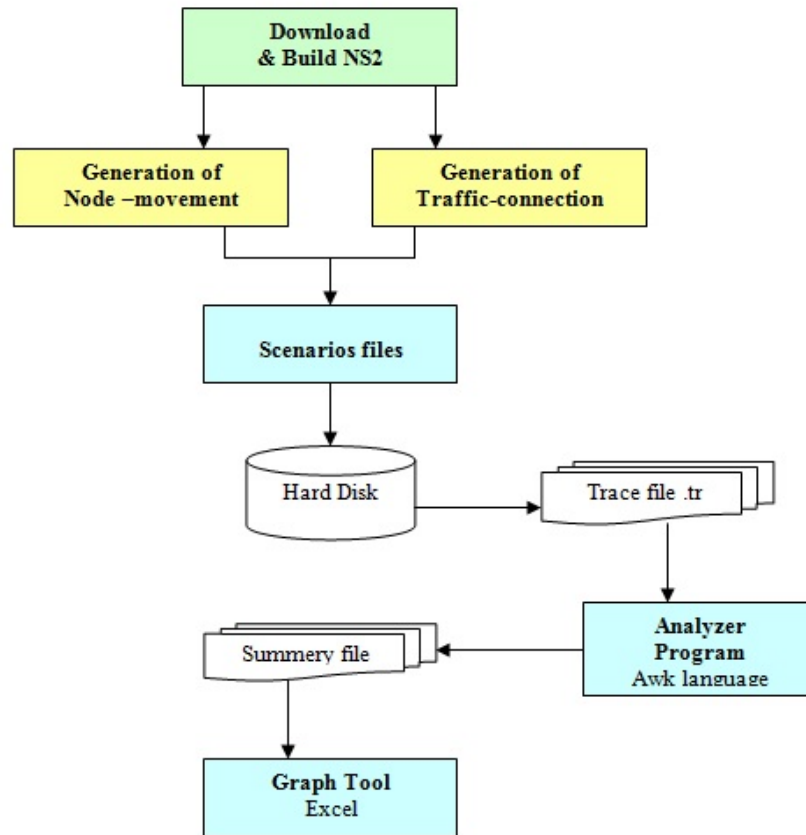 Download
& Build NS2
Generation of
Node –movement
Generation of
Traffic-connection
Scenarios files
Hard Disk
Trace file .tr
Analyzer
Program
Awk language
Summery file
Graph Tool
Excel